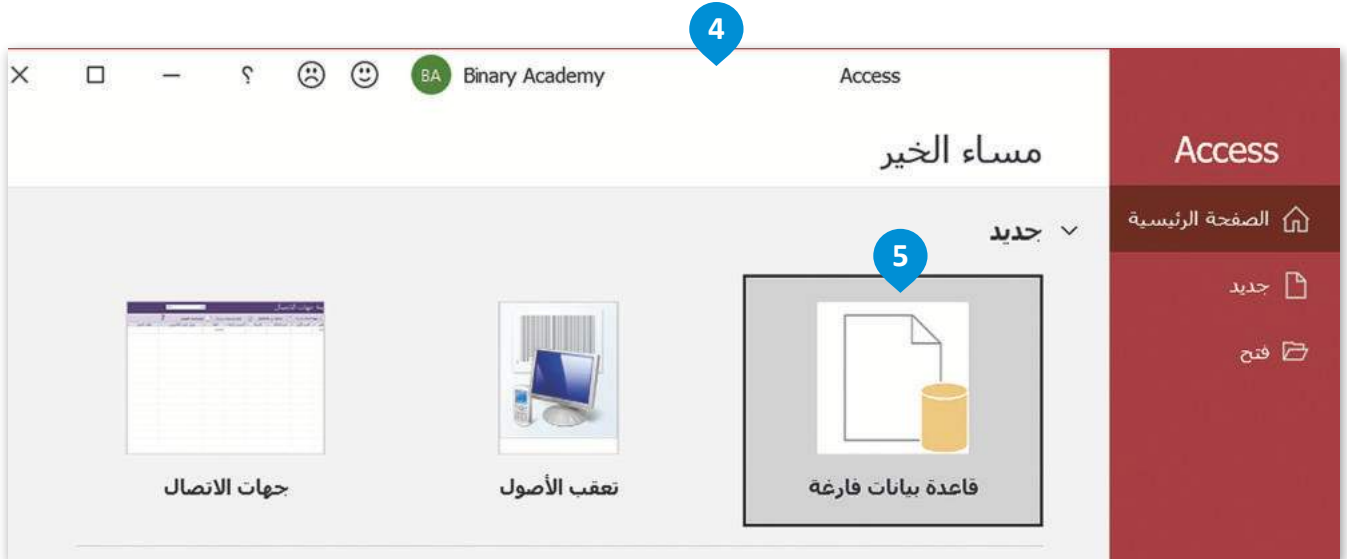 4
Access
Binary Academy
BA
؟
Access
مساء الخير
الصفحة الرئيسية
جديد
5
جديد
فتح
قاعدة بيانات فارغة
تعقب الأصول
جهات الاتصال